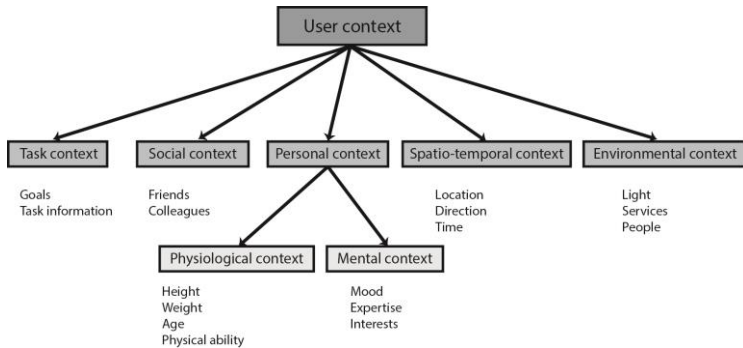 User context
Task context
Social context
Personal context
Spatio-temporal context
Environmental context
Goals
Task information
Friends
Colleagues
Location
Direction
Time
Light
Services
People
Physiological context
Mental context
Height
Weight
Age
Physical ability
Mood
Expertise
Interests